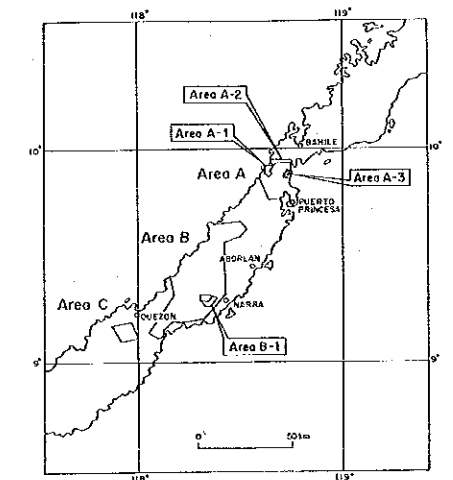 118°
119°
Area A-2
Area A-1
BAHILE
10°
10°
Area A
Area A-3
PUERTO
PRINCESA
Area B
ABORLAN
Area C
QUEZON
NARRA
Area B-1
9°
9°
0
50km
118°
119°